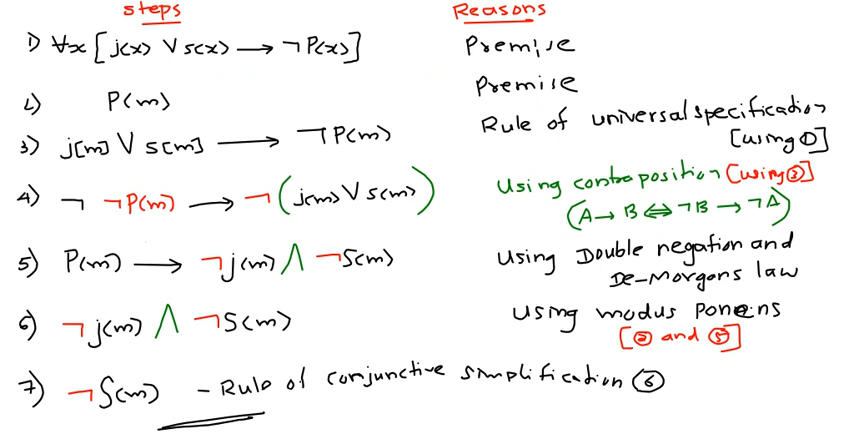 steps Reasons
1) ∀x [j(x) ∨ s(x) → ¬P(x)] Premise
2) P(m) Premise
3) j[m] ∨ s[m] → ¬P(m) Rule of universal specification [using ①]
4) ¬ ¬P(m) → ¬(j(m) ∨ s(m)) Using contraposition [using ③]
(A → B ⇔ ¬B → ¬A)
5) P(m) → ¬j(m) ∧ ¬S(m) Using Double negation and
De-Morgans law
6) ¬j(m) ∧ ¬S(m) Using modus ponens
[② and ⑤]
7) ¬S(m) - Rule of conjunctive simplification ⑥